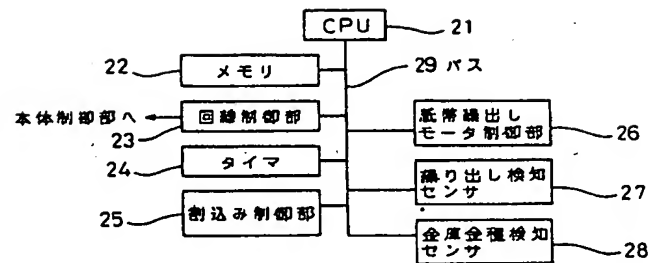 CPU
21
22
メモリ
29 バス
本体制御部へ
回線制御部
23
紙幣繰出し
モータ制御部
26
24
タイマ
繰り出し検知
センサ
27
25
割込み制御部
金庫金種検知
センサ
28